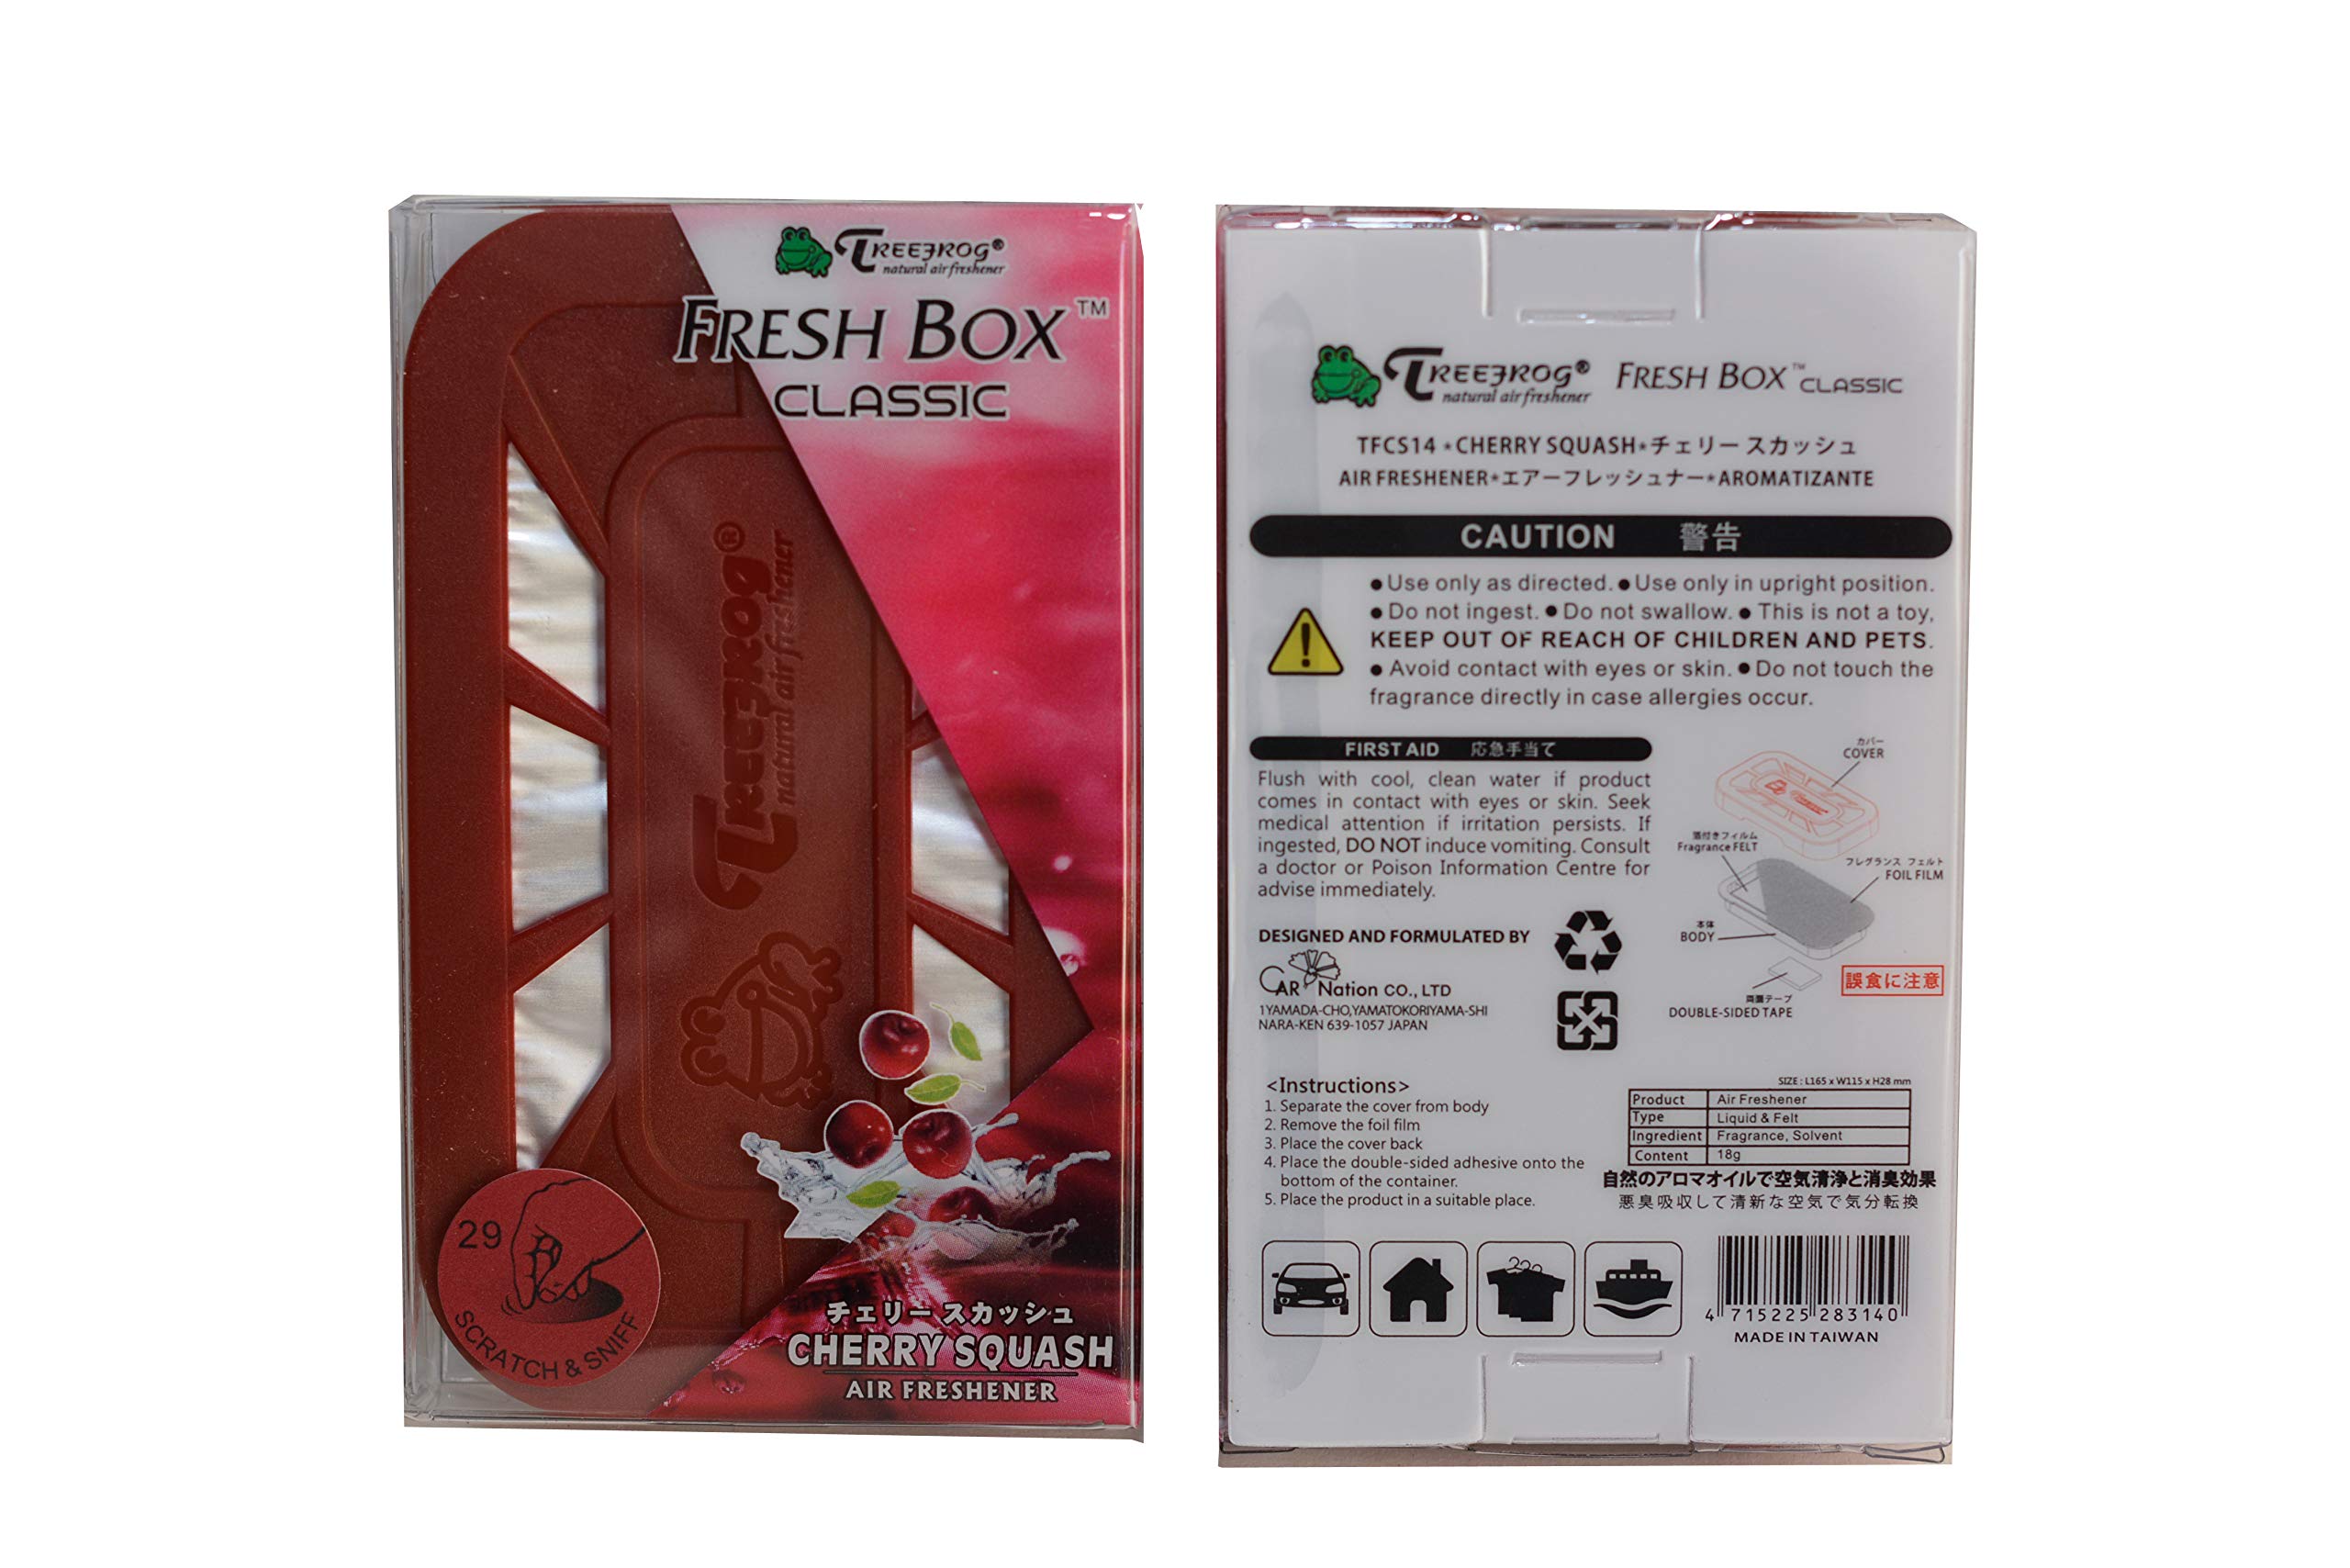 TREEFROG®
natural air freshener
FRESH BOX™
CLASSIC
TREEFROG®
natural air freshener
29
SCRATCH & SNIFF
チェリー スカッシュ
CHERRY SQUASH
AIR FRESHENER
TREEFROG® FRESH BOX™ CLASSIC
natural air freshener
TFCS14 * CHERRY SQUASH * チェリー スカッシュ
AIR FRESHENER * エアーフレッシュナー * AROMATIZANTE
CAUTION 警告
● Use only as directed. ● Use only in upright position.
● Do not ingest. ● Do not swallow. ● This is not a toy,
KEEP OUT OF REACH OF CHILDREN AND PETS.
● Avoid contact with eyes or skin. ● Do not touch the
fragrance directly in case allergies occur.
FIRST AID 応急手当て
Flush with cool, clean water if product
comes in contact with eyes or skin. Seek
medical attention if irritation persists. If
ingested, DO NOT induce vomiting. Consult
a doctor or Poison Information Centre for
advise immediately.
カバー
COVER
箔付きフィルム
Fragrance FELT
フレグランス フェルト
FOIL FILM
本体
BODY
両面テープ
DOUBLE-SIDED TAPE
誤食に注意
DESIGNED AND FORMULATED BY
CAR Nation CO., LTD
1YAMADA-CHO,YAMATOKORIYAMA-SHI
NARA-KEN 639-1057 JAPAN
<Instructions>
1. Separate the cover from body
2. Remove the foil film
3. Place the cover back
4. Place the double-sided adhesive onto the
bottom of the container.
5. Place the product in a suitable place.
SIZE : L165 x W115 x H28 mm
Product Air Freshener
Type Liquid & Felt
Ingredient Fragrance, Solvent
Content 18g
自然のアロマオイルで空気清浄と消臭効果
悪臭吸収して清新な空気で気分転換
4 715225 283140
MADE IN TAIWAN